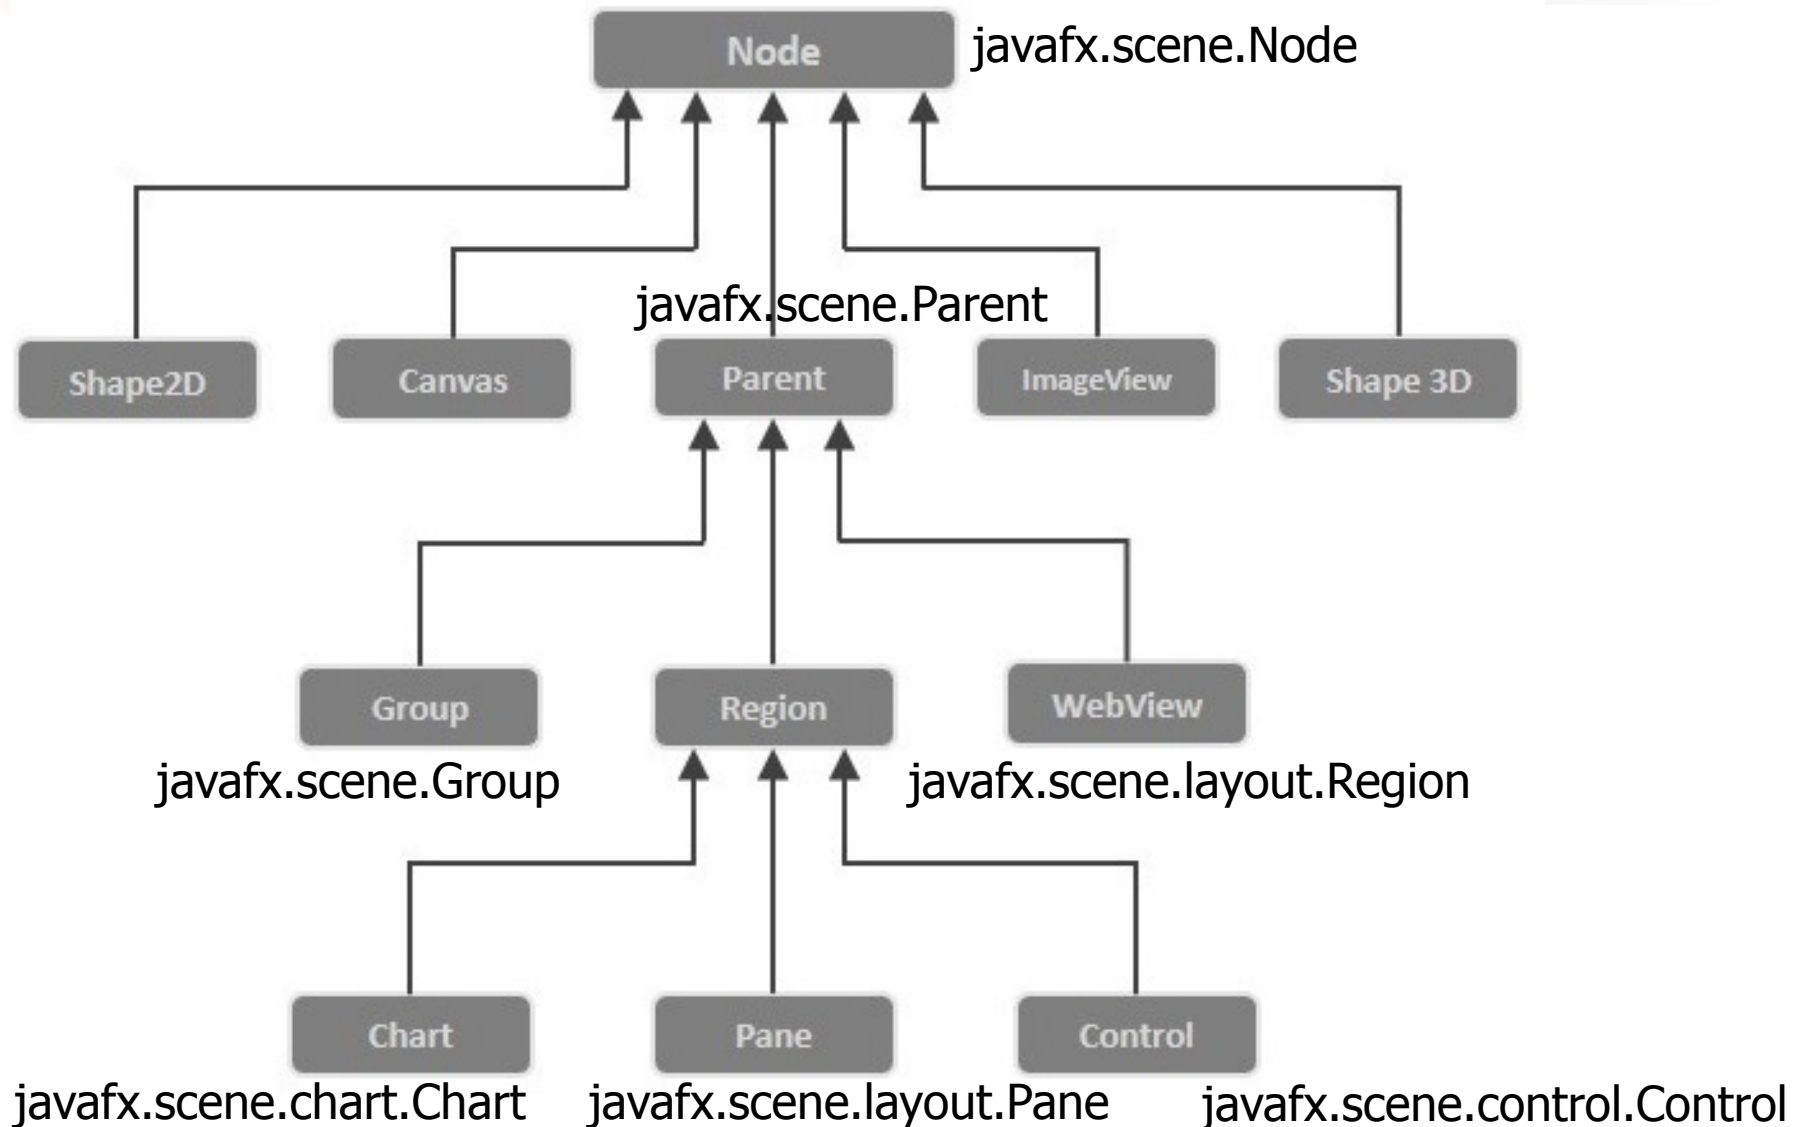 Node
javafx.scene.Node
javafx.scene.Parent
Shape2D
Canvas
Parent
ImageView
Shape 3D
Group
Region
WebView
javafx.scene.Group
javafx.scene.layout.Region
Chart
Pane
Control
javafx.scene.chart.Chart
javafx.scene.layout.Pane
javafx.scene.control.Control